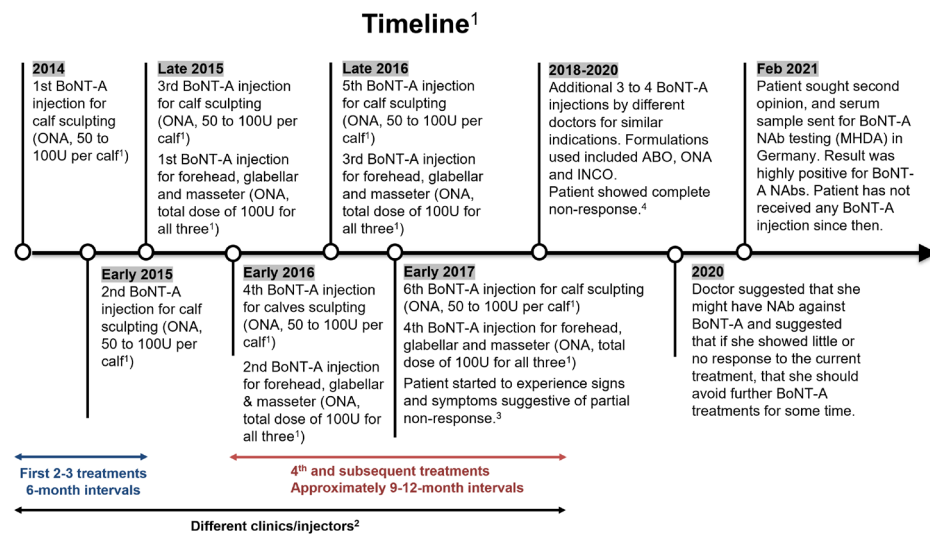 Timeline¹
2014
1st BoNT-A
injection for
calf sculpting
(ONA, 50 to
100U per calf¹)
Late 2015
3rd BoNT-A injection
for calf sculpting
(ONA, 50 to 100U per
calf¹)
1st BoNT-A injection
for forehead, glabellar
and masseter (ONA,
total dose of 100U for
all three¹)
Late 2016
5th BoNT-A injection
for calf sculpting
(ONA, 50 to 100U per
calf¹)
3rd BoNT-A injection
for forehead, glabellar
and masseter (ONA,
total dose of 100U for
all three¹)
2018-2020
Additional 3 to 4 BoNT-A
injections by different
doctors for similar
indications. Formulations
used included ABO, ONA
and INCO.
Patient showed complete
non-response.⁴
Feb 2021
Patient sought second
opinion, and serum
sample sent for BoNT-A
NAb testing (MHDA) in
Germany. Result was
highly positive for BoNT-
A NAbs. Patient has not
received any BoNT-A
injection since then.
Early 2015
2nd BoNT-A
injection for calf
sculpting (ONA,
50 to 100U per
calf¹)
Early 2016
4th BoNT-A injection
for calves sculpting
(ONA, 50 to 100U per
calf¹)
2nd BoNT-A injection
for forehead, glabellar
& masseter (ONA,
total dose of 100U for
all three¹)
Early 2017
6th BoNT-A injection for calf sculpting
(ONA, 50 to 100U per calf¹)
4th BoNT-A injection for forehead,
glabellar and masseter (ONA, total
dose of 100U for all three¹)
Patient started to experience signs
and symptoms suggestive of partial
non-response.³
2020
Doctor suggested that she
might have NAb against
BoNT-A and suggested
that if she showed little or
no response to the current
treatment, that she should
avoid further BoNT-A
treatments for some time.
First 2-3 treatments
6-month intervals
4th and subsequent treatments
Approximately 9-12-month intervals
Different clinics/injectors²